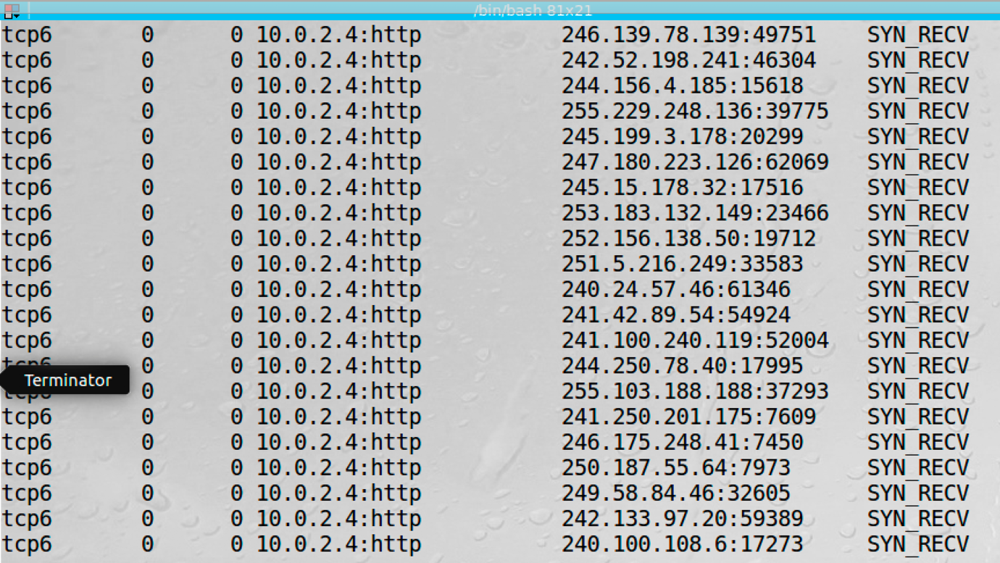 /bin/bash 81x21
tcp6 0 0 10.0.2.4:http 246.139.78.139:49751 SYN_RECV
tcp6 0 0 10.0.2.4:http 242.52.198.241:46304 SYN_RECV
tcp6 0 0 10.0.2.4:http 244.156.4.185:15618 SYN_RECV
tcp6 0 0 10.0.2.4:http 255.229.248.136:39775 SYN_RECV
tcp6 0 0 10.0.2.4:http 245.199.3.178:20299 SYN_RECV
tcp6 0 0 10.0.2.4:http 247.180.223.126:62069 SYN_RECV
tcp6 0 0 10.0.2.4:http 245.15.178.32:17516 SYN_RECV
tcp6 0 0 10.0.2.4:http 253.183.132.149:23466 SYN_RECV
tcp6 0 0 10.0.2.4:http 252.156.138.50:19712 SYN_RECV
tcp6 0 0 10.0.2.4:http 251.5.216.249:33583 SYN_RECV
tcp6 0 0 10.0.2.4:http 240.24.57.46:61346 SYN_RECV
tcp6 0 0 10.0.2.4:http 241.42.89.54:54924 SYN_RECV
tcp6 0 0 10.0.2.4:http 241.100.240.119:52004 SYN_RECV
tcp6 0 0 10.0.2.4:http 244.250.78.40:17995 SYN_RECV
Terminator
tcp6 0 0 10.0.2.4:http 255.103.188.188:37293 SYN_RECV
tcp6 0 0 10.0.2.4:http 241.250.201.175:7609 SYN_RECV
tcp6 0 0 10.0.2.4:http 246.175.248.41:7450 SYN_RECV
tcp6 0 0 10.0.2.4:http 250.187.55.64:7973 SYN_RECV
tcp6 0 0 10.0.2.4:http 249.58.84.46:32605 SYN_RECV
tcp6 0 0 10.0.2.4:http 242.133.97.20:59389 SYN_RECV
tcp6 0 0 10.0.2.4:http 240.100.108.6:17273 SYN_RECV